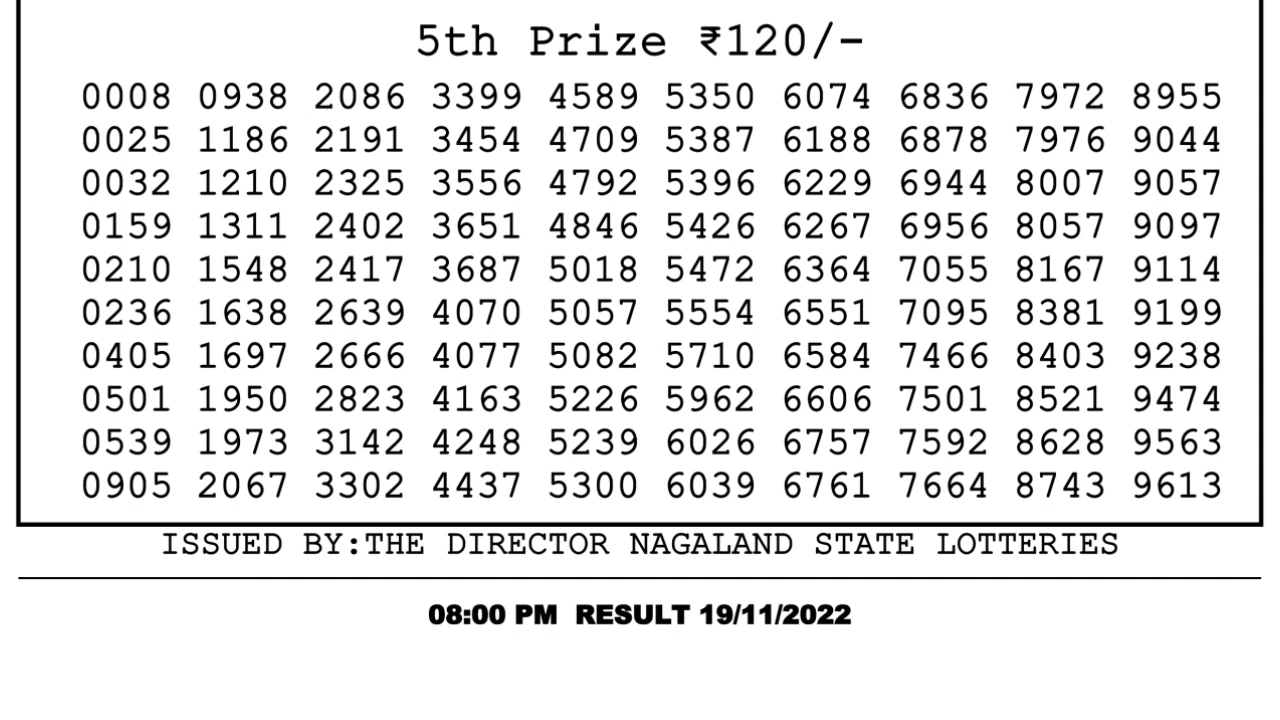 5th Prize ₹120/-
0008 0938 2086 3399 4589 5350 6074 6836 7972 8955
0025 1186 2191 3454 4709 5387 6188 6878 7976 9044
0032 1210 2325 3556 4792 5396 6229 6944 8007 9057
0159 1311 2402 3651 4846 5426 6267 6956 8057 9097
0210 1548 2417 3687 5018 5472 6364 7055 8167 9114
0236 1638 2639 4070 5057 5554 6551 7095 8381 9199
0405 1697 2666 4077 5082 5710 6584 7466 8403 9238
0501 1950 2823 4163 5226 5962 6606 7501 8521 9474
0539 1973 3142 4248 5239 6026 6757 7592 8628 9563
0905 2067 3302 4437 5300 6039 6761 7664 8743 9613
ISSUED BY:THE DIRECTOR NAGALAND STATE LOTTERIES
08:00 PM RESULT 19/11/2022